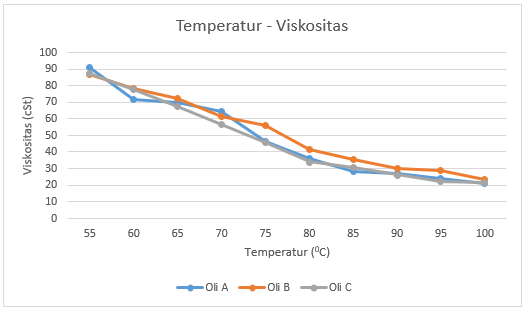 Temperatur - Viskositas
100
90
80
70
60
50
40
30
20
10
0
Viskositas (cSt)
55 60 65 70 75 80 85 90 95 100
Temperatur (⁰C)
Oli A Oli B Oli C